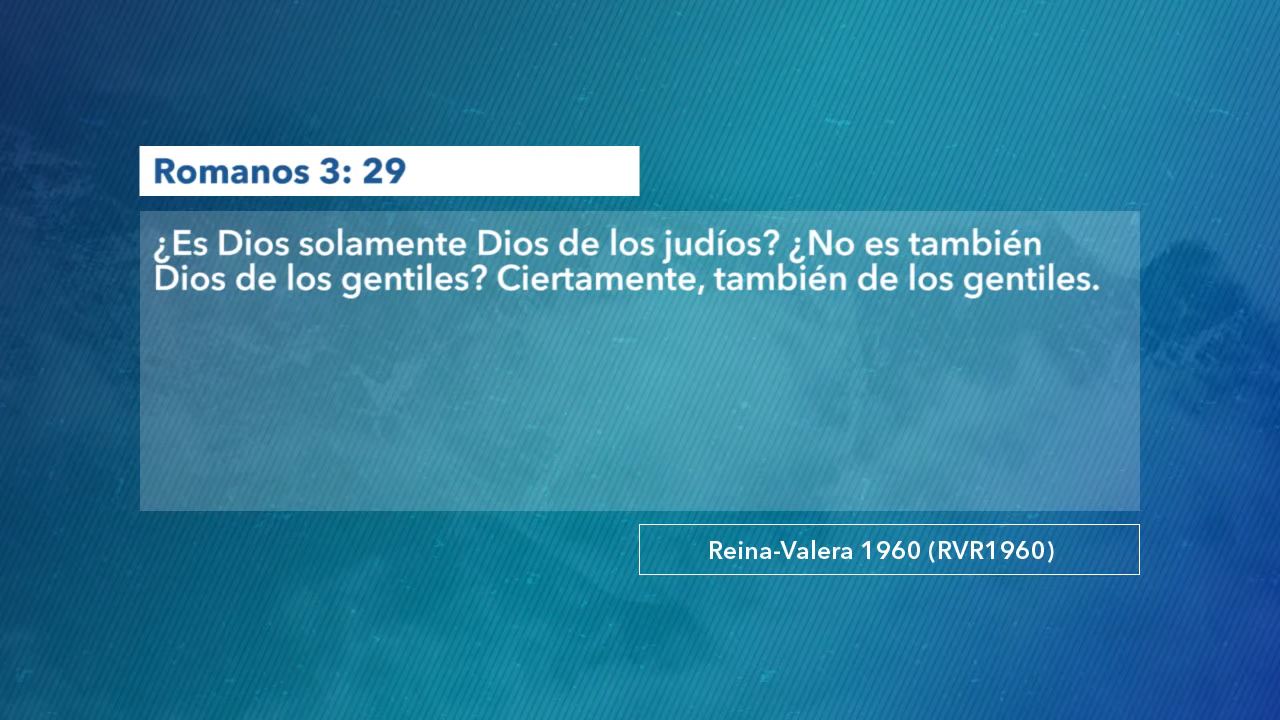 Romanos 3: 29
¿Es Dios solamente Dios de los judíos? ¿No es también
Dios de los gentiles? Ciertamente, también de los gentiles.
Reina-Valera 1960 (RVR1960)